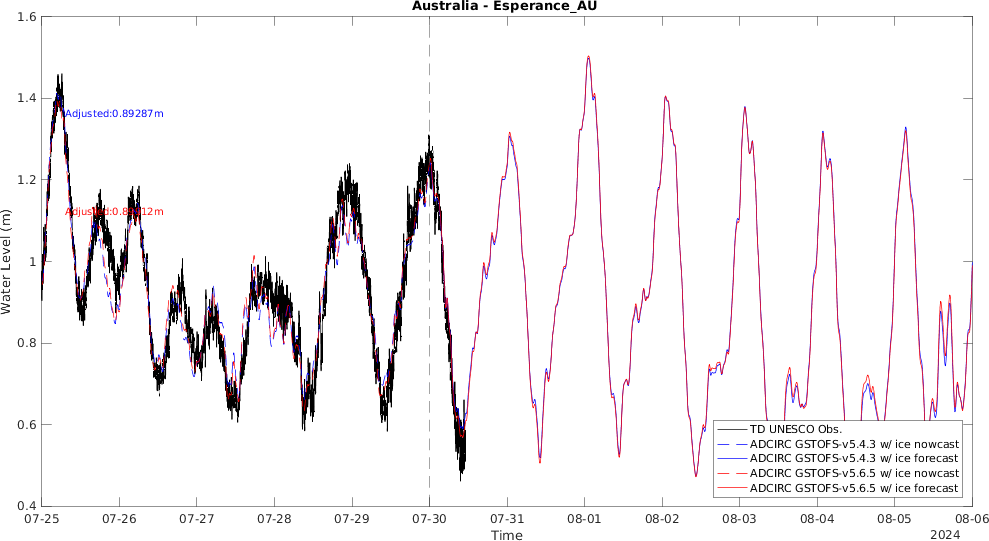 Australia - Esperance_AU
1.6
1.4
1.2
1
0.8
0.6
0.4
Water Level (m)
Adjusted:0.89287m
TD UNESCO Obs.
ADCIRC GSTOFS-v5.4.3 w/ ice nowcast
ADCIRC GSTOFS-v5.4.3 w/ ice forecast
ADCIRC GSTOFS-v5.6.5 w/ ice nowcast
ADCIRC GSTOFS-v5.6.5 w/ ice forecast
07-25 07-26 07-27 07-28 07-29 07-30 07-31 08-01 08-02 08-03 08-04 08-05 08-06
Time
2024